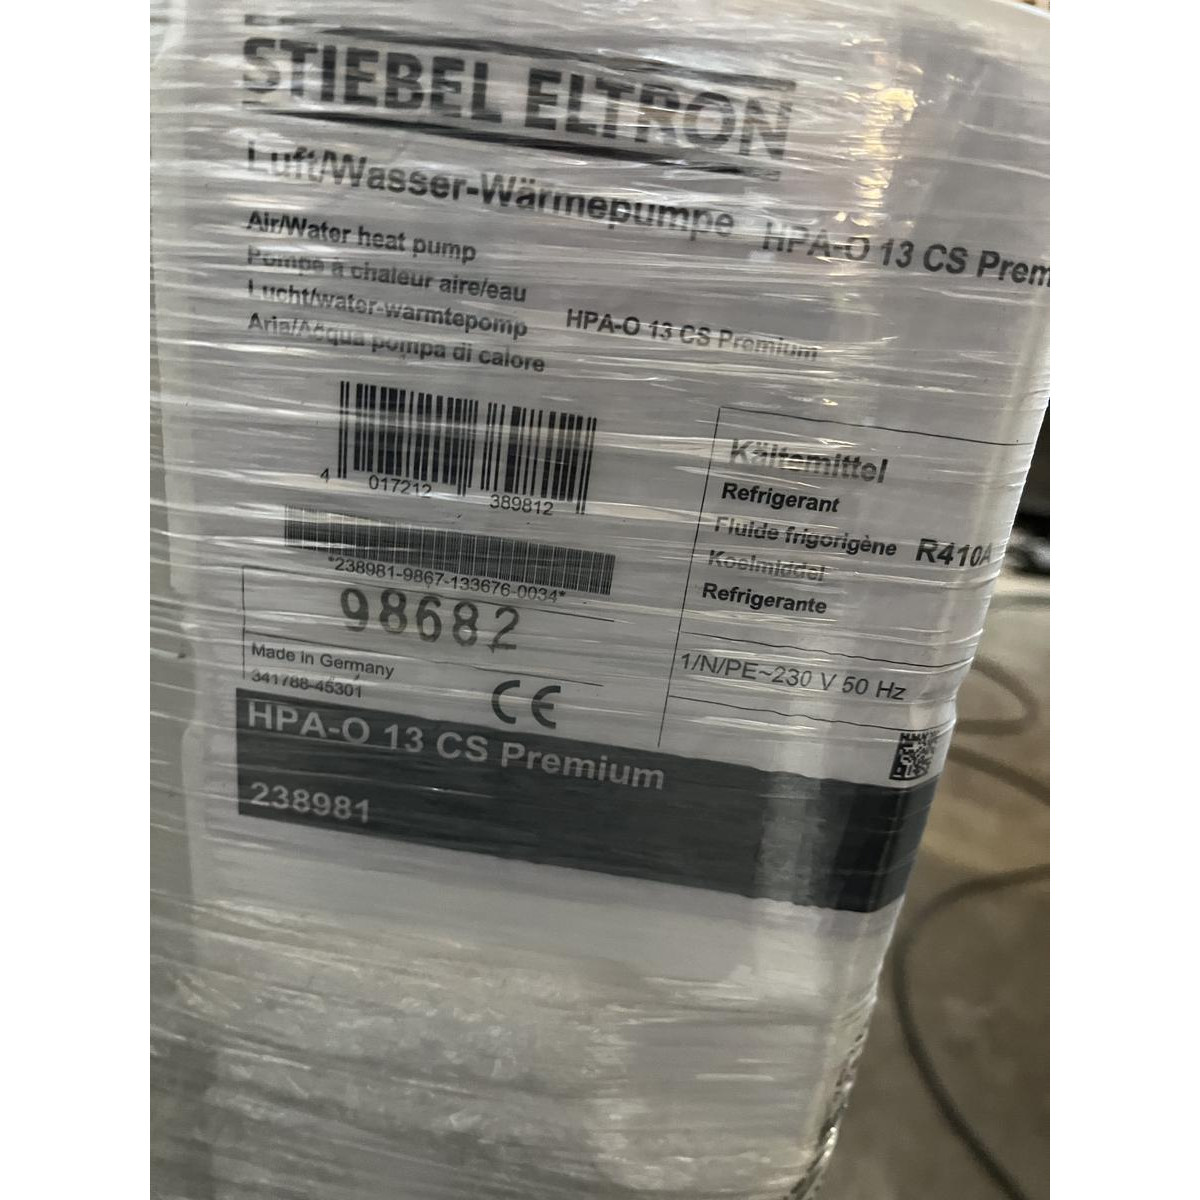 STIEBEL ELTRON
Luft/Wasser-Wärmepumpe HPA-O 13 CS Prem
Air/Water heat pump
Pompe à chaleur aire/eau
Lucht/water-warmtepomp HPA-O 13 CS Premium
Aria/Acqua pompa di calore
4 017212 389812
*238981-9867-133676-0034*
98682
Made in Germany
341788-45301
CE
Kältemittel
Refrigerant
Fluide frigorigène R410A
Koelmiddel
Refrigerante
1/N/PE~230 V 50 Hz
HPA-O 13 CS Premium
238981